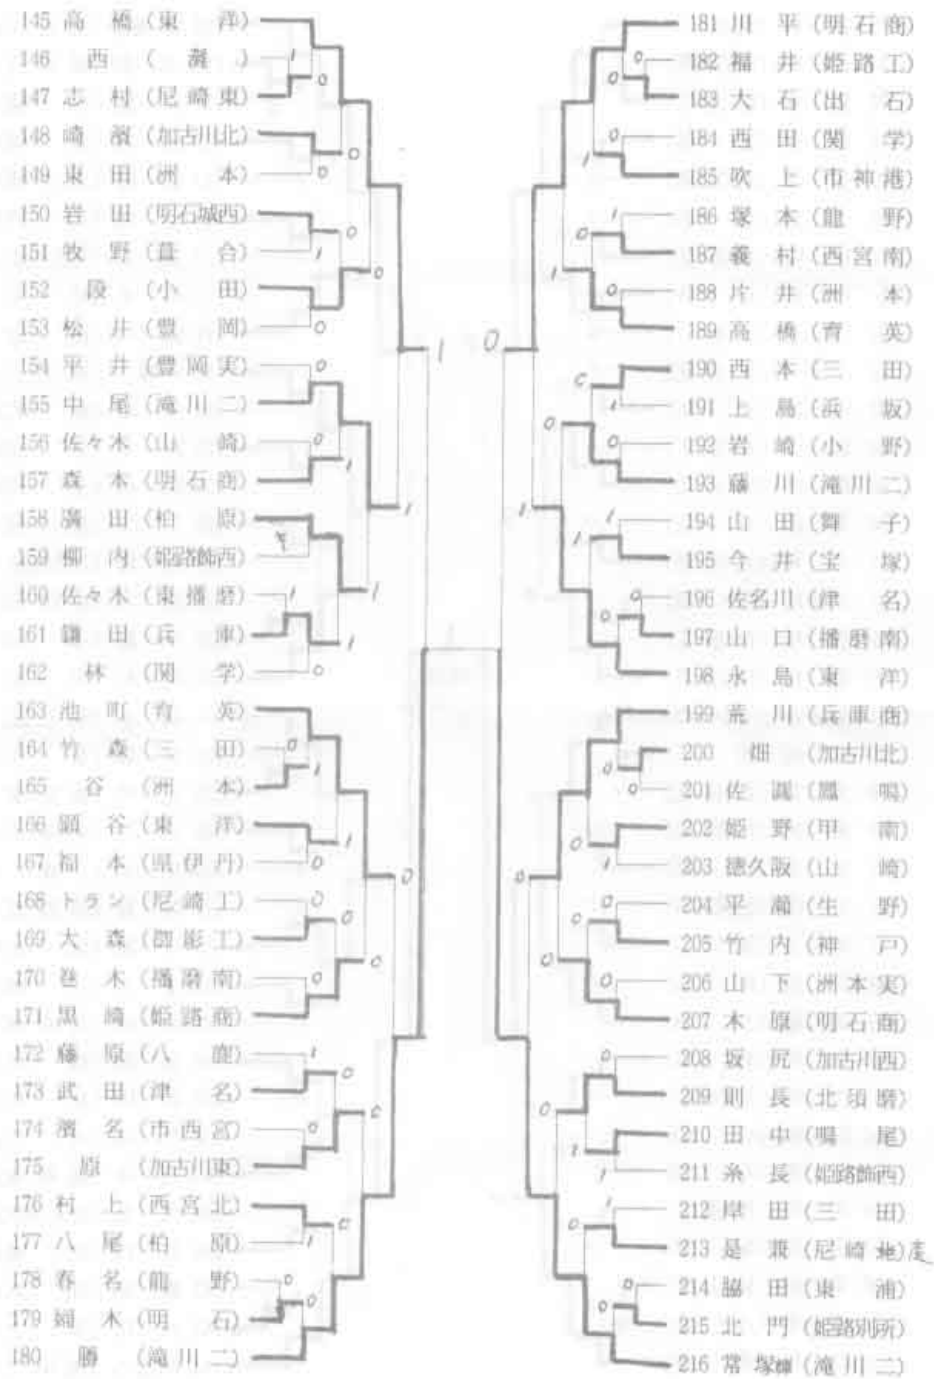 145 高橋 (東洋)
146 西 (灘)
147 志村 (尼崎東)
148 崎濱 (加古川北)
149 東田 (洲本)
150 岩田 (明石城西)
151 牧野 (葺合)
152 段 (小田)
153 松井 (豊岡)
154 平井 (豊岡実)
155 中尾 (滝川二)
156 佐々木 (山崎)
157 森本 (明石商)
158 廣田 (柏原)
159 柳内 (姫路飾西)
160 佐々木 (東播磨)
161 鎌田 (兵庫)
162 林 (関学)
163 池町 (育英)
164 竹森 (三田)
165 谷 (洲本)
166 頭谷 (東洋)
167 福本 (県伊丹)
168 トラン (尼崎工)
169 大森 (御影工)
170 巻木 (播磨南)
171 黒崎 (姫路商)
172 藤原 (八鹿)
173 武田 (津名)
174 濱名 (市西宮)
175 原 (加古川東)
176 村上 (西宮北)
177 八尾 (柏原)
178 春名 (龍野)
179 木 (明石)
180 勝 (滝川二)
181 川平 (明石商)
182 福井 (姫路工)
183 大石 (出石)
184 西田 (関学)
185 吹上 (市神港)
186 塚本 (龍野)
187 義村 (西宮南)
188 片井 (洲本)
189 高橋 (育英)
190 西本 (三田)
191 上島 (浜坂)
192 岩崎 (小野)
193 藤川 (滝川二)
194 山田 (舞子)
195 今井 (宝塚)
196 佐名川 (津名)
197 山口 (播磨南)
198 永島 (東洋)
199 荒川 (兵庫商)
200 畑 (加古川北)
201 佐圓 (鳳鳴)
202 姫野 (甲南)
203 徳久阪 (山崎)
204 平瀬 (生野)
205 竹内 (神戸)
206 山下 (洲本実)
207 木原 (明石商)
208 坂尻 (加古川西)
209 則長 (北須磨)
210 田中 (鳴尾)
211 糸長 (姫路飾西)
212 岸田 (三田)
213 是兼 (尼崎) 産
214 脇田 (東浦)
215 北門 (姫路別所)
216 常塚輝 (滝川二)